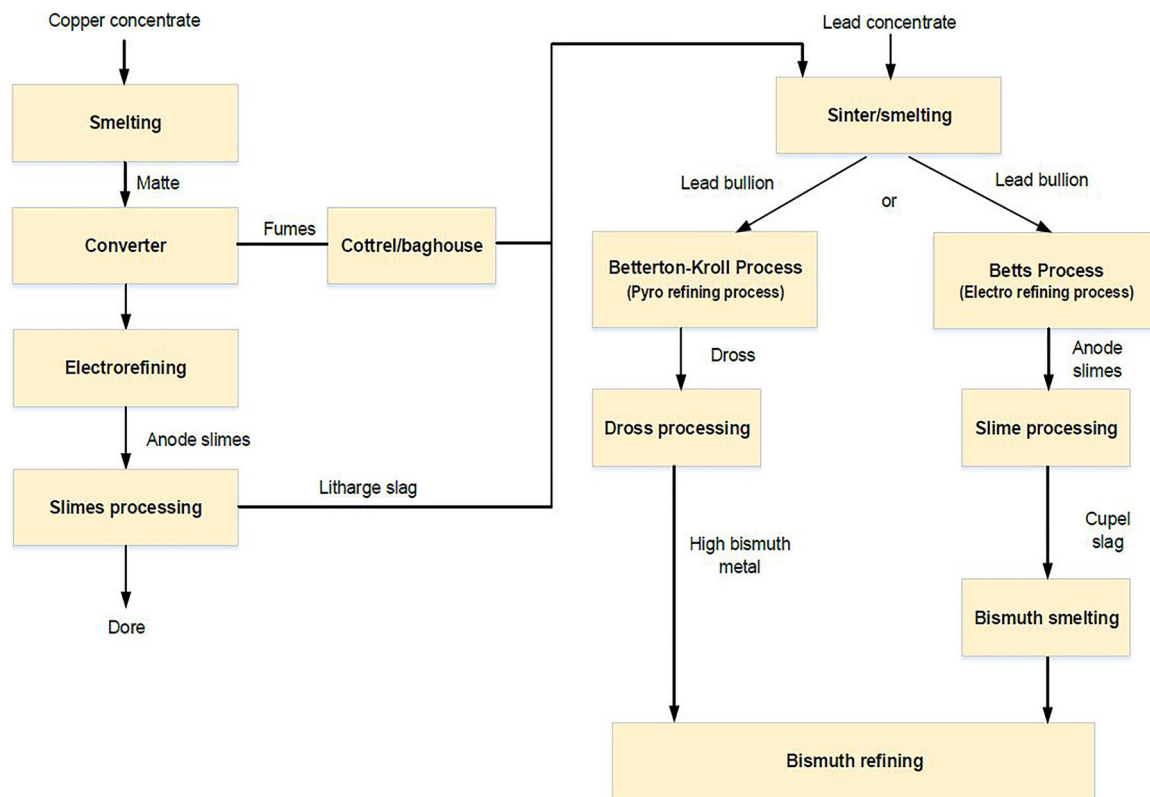 Copper concentrate
Lead concentrate
Smelting
Sinter/smelting
Matte
Lead bullion
Lead bullion
or
Converter
Fumes
Cottrel/baghouse
Betterton-Kroll Process
(Pyro refining process)
Betts Process
(Electro refining process)
Electrorefining
Dross
Anode
slimes
Anode slimes
Dross processing
Slime processing
Slimes processing
Litharge slag
High bismuth
metal
Cupel
slag
Dore
Bismuth smelting
Bismuth refining